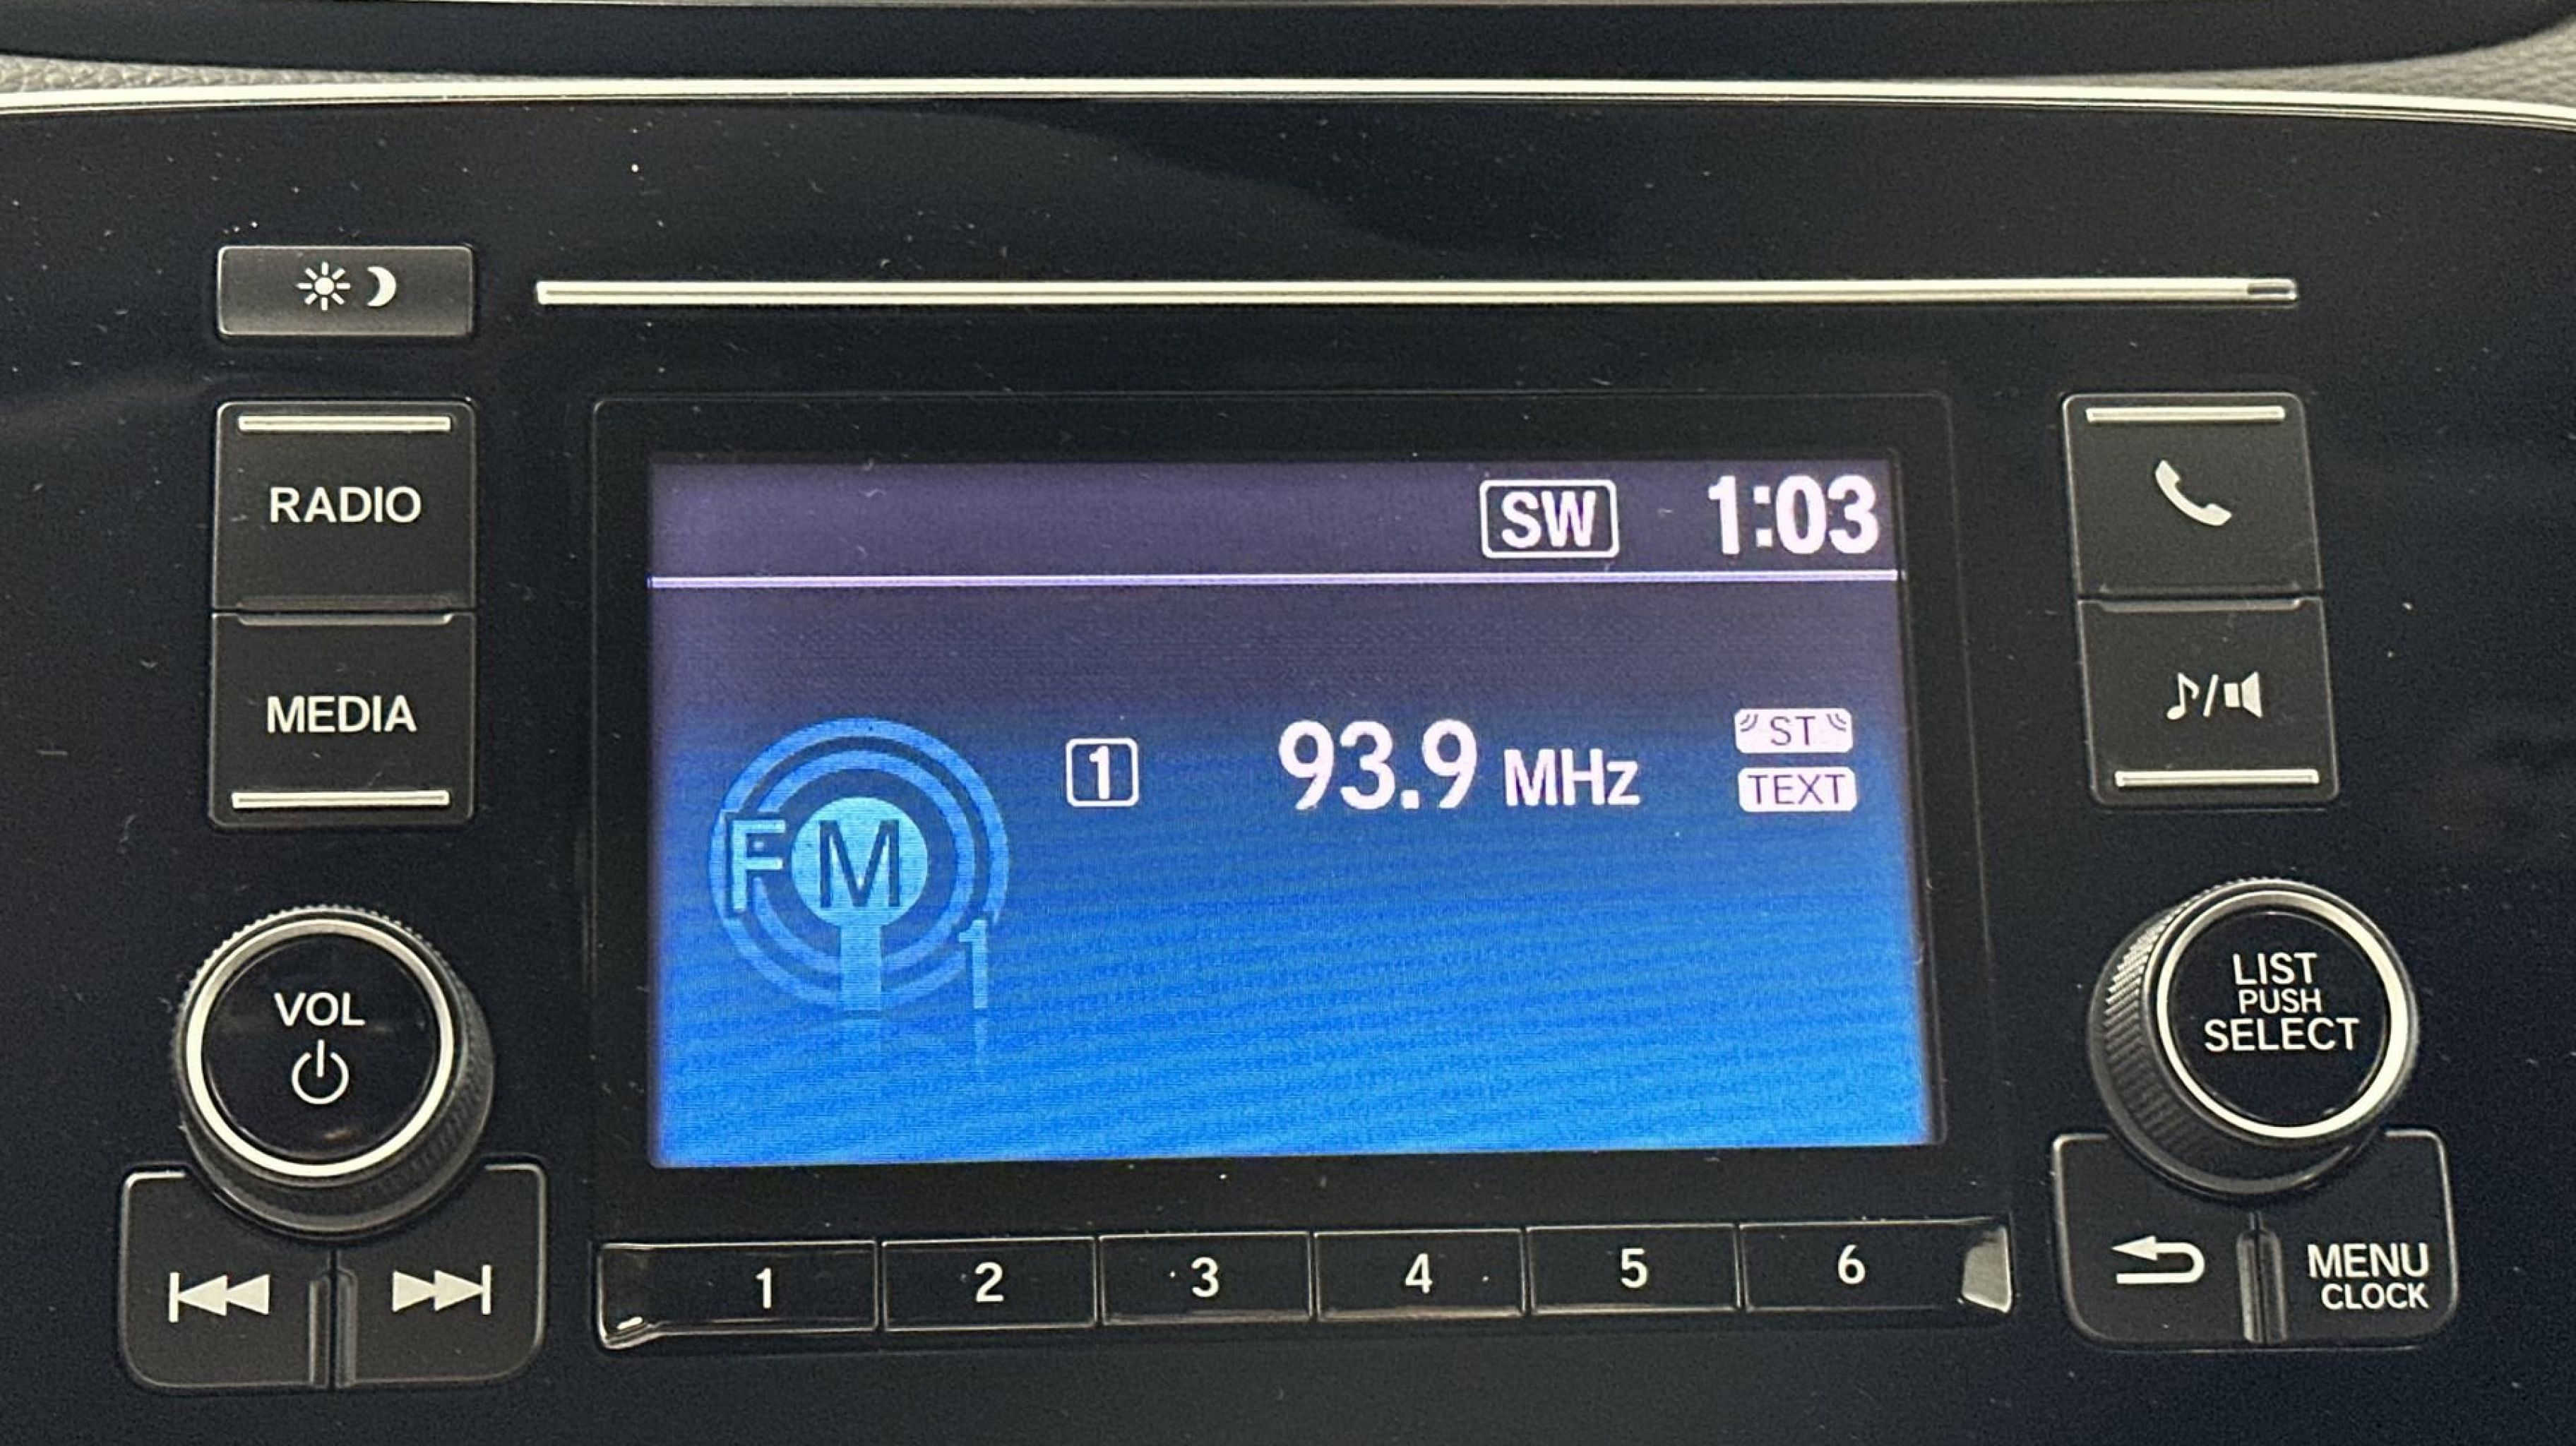 RADIO
MEDIA
VOL
SW 1:03
1 93.9 MHz ST
TEXT
FM
1
LIST
PUSH
SELECT
1 2 3 4 5 6
MENU
CLOCK